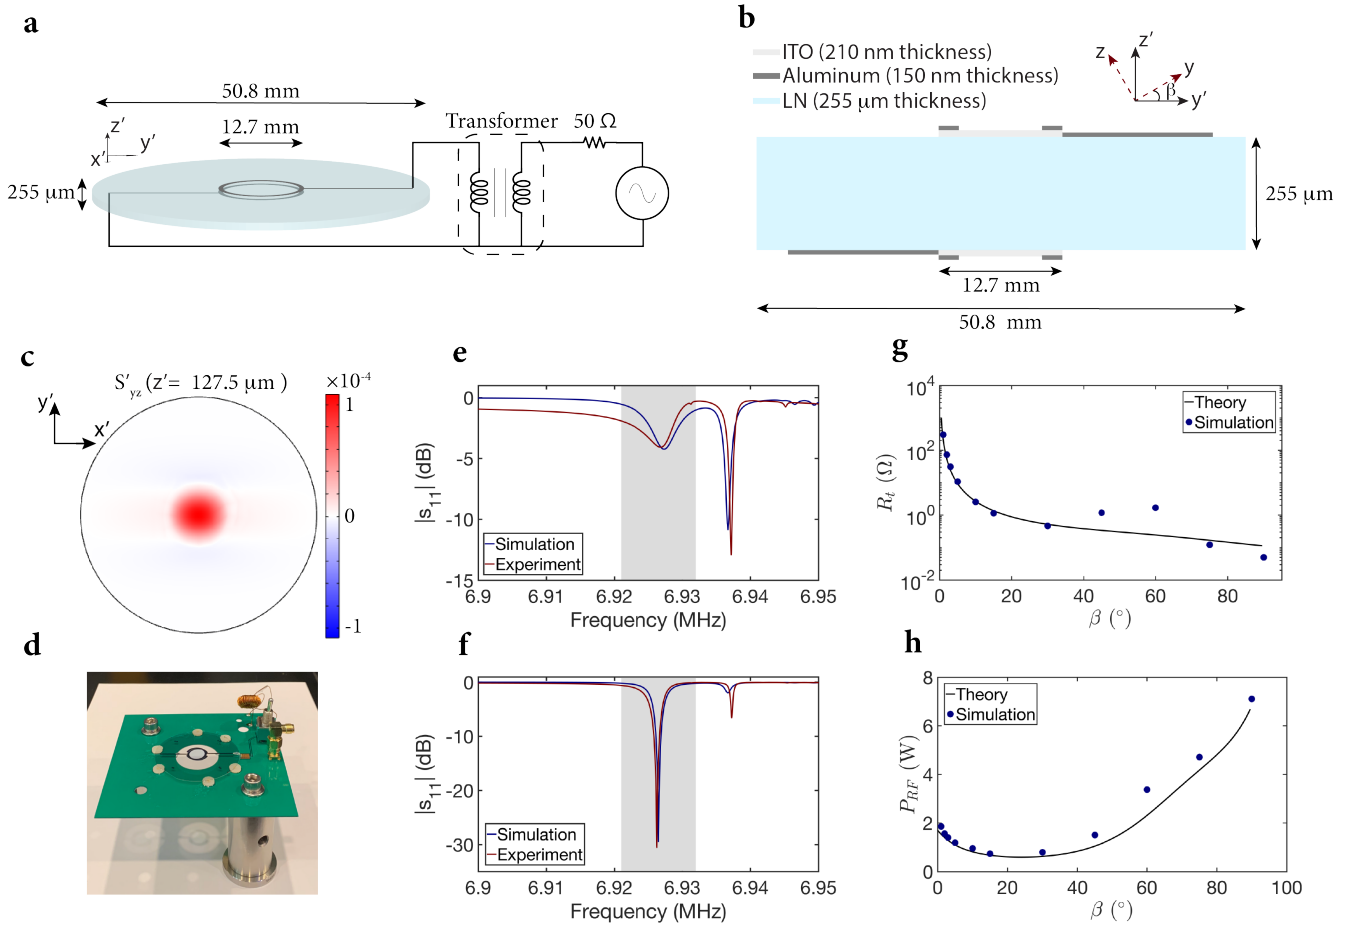 a
50.8 mm
12.7 mm
z′
y′
x′
255 µm
Transformer
50 Ω
b
ITO (210 nm thickness)
Aluminum (150 nm thickness)
LN (255 µm thickness)
z
z′
y
β
y′
255 µm
12.7 mm
50.8 mm
c
S′yz (z′= 127.5 µm )
×10⁻⁴
y′
x′
1
0
-1
d
e
|s₁₁| (dB)
0
-5
-10
-15
Simulation
Experiment
6.9 6.91 6.92 6.93 6.94 6.95
Frequency (MHz)
f
|s₁₁| (dB)
0
-10
-20
-30
Simulation
Experiment
6.9 6.91 6.92 6.93 6.94 6.95
Frequency (MHz)
g
Rₜ (Ω)
10⁴
10²
10⁰
10⁻²
Theory
Simulation
0 20 40 60 80
β (°)
h
P_RF (W)
8
6
4
2
0
Theory
Simulation
0 20 40 60 80 100
β (°)